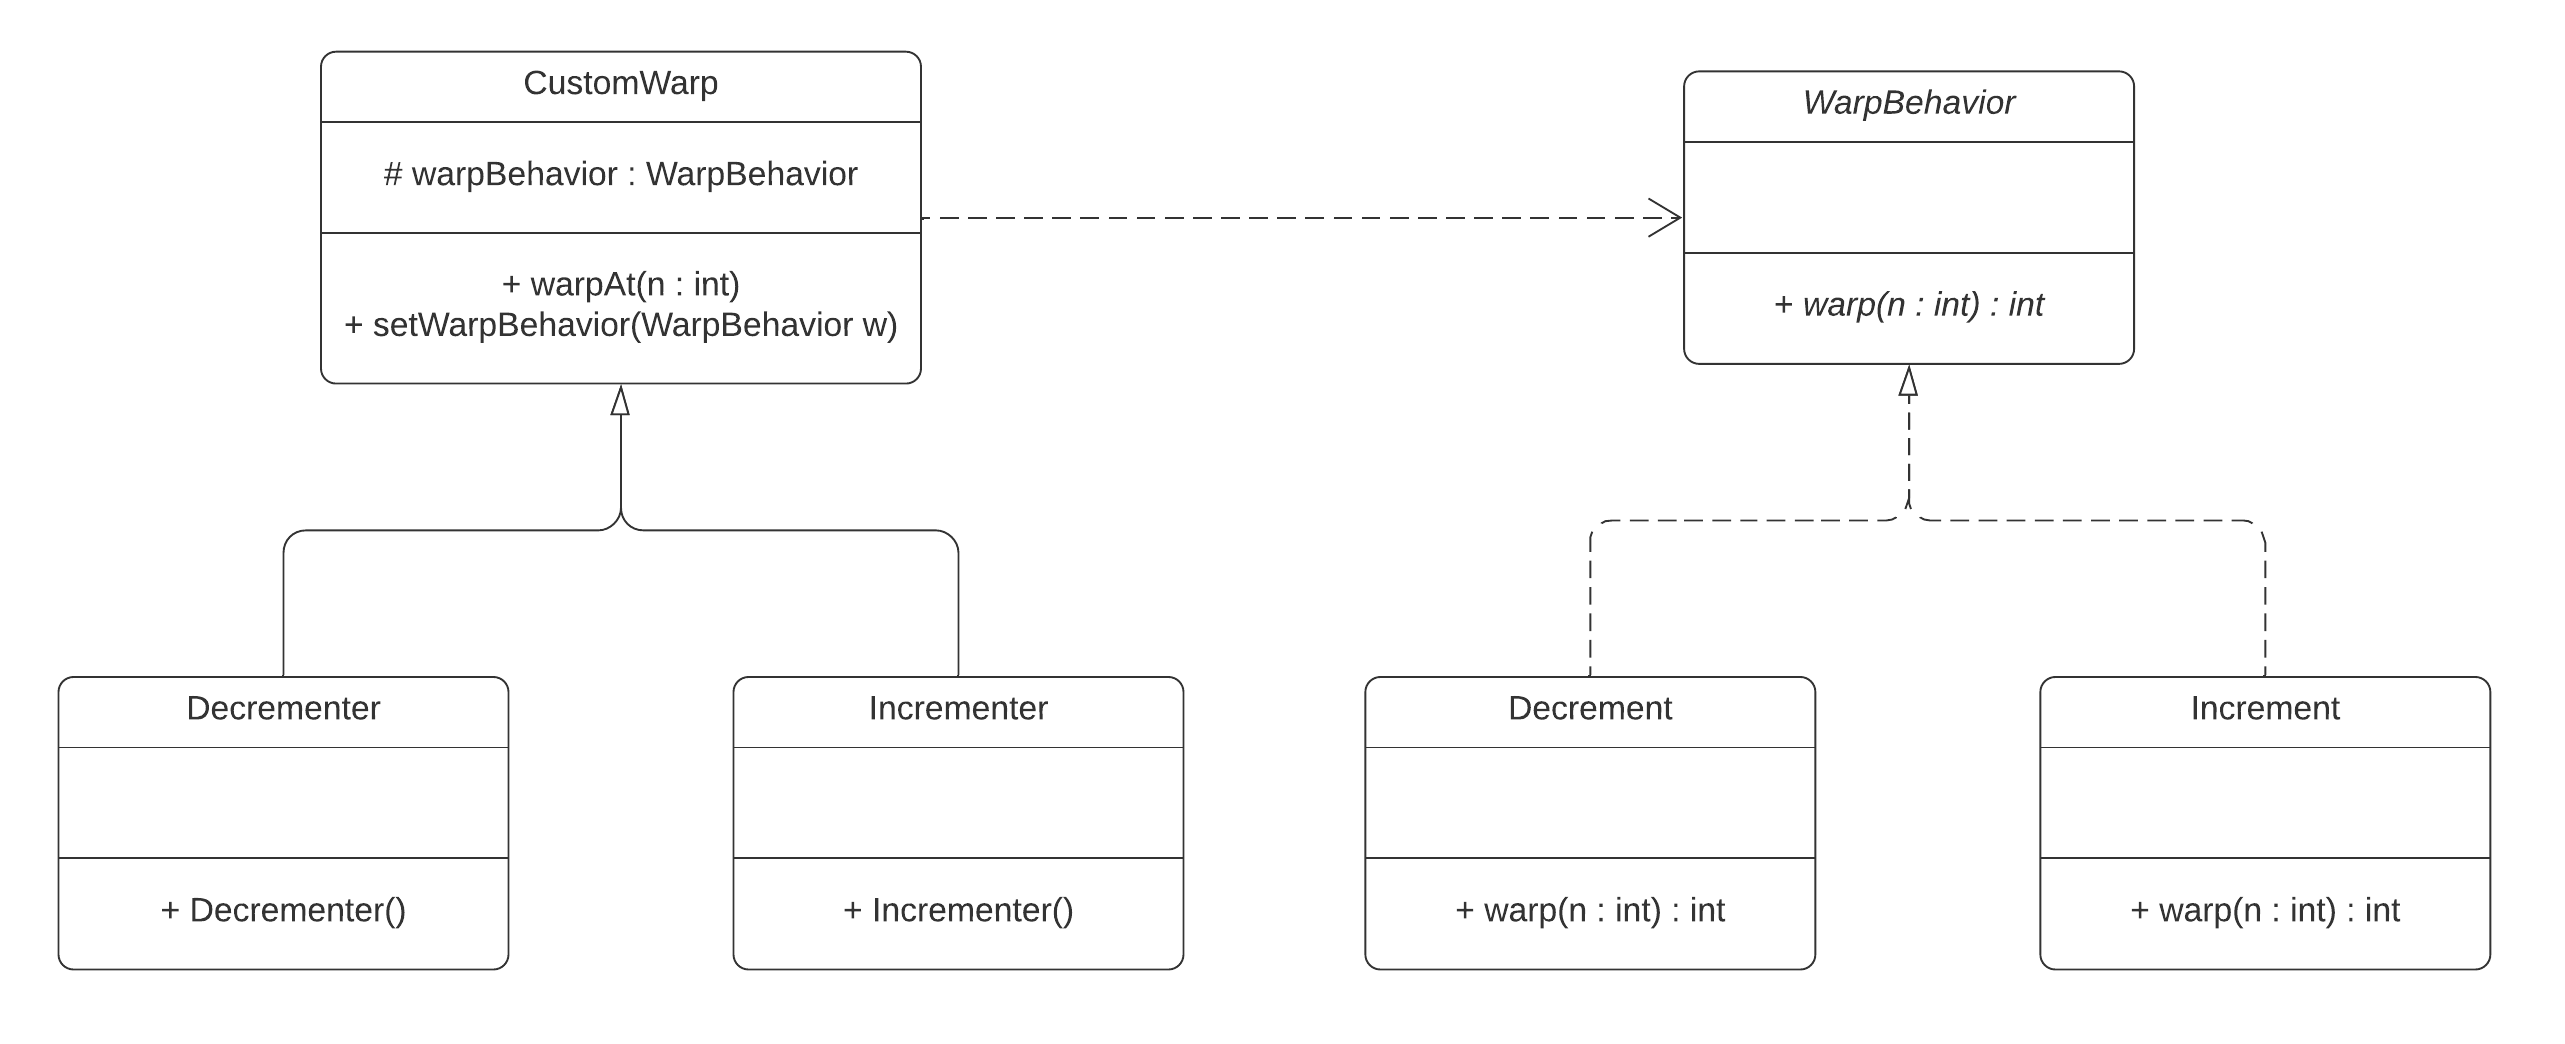 CustomWarp
# warpBehavior : WarpBehavior
+ warpAt(n : int)
+ setWarpBehavior(WarpBehavior w)
WarpBehavior
+ warp(n : int) : int
Decrementer
+ Decrementer()
Incrementer
+ Incrementer()
Decrement
+ warp(n : int) : int
Increment
+ warp(n : int) : int